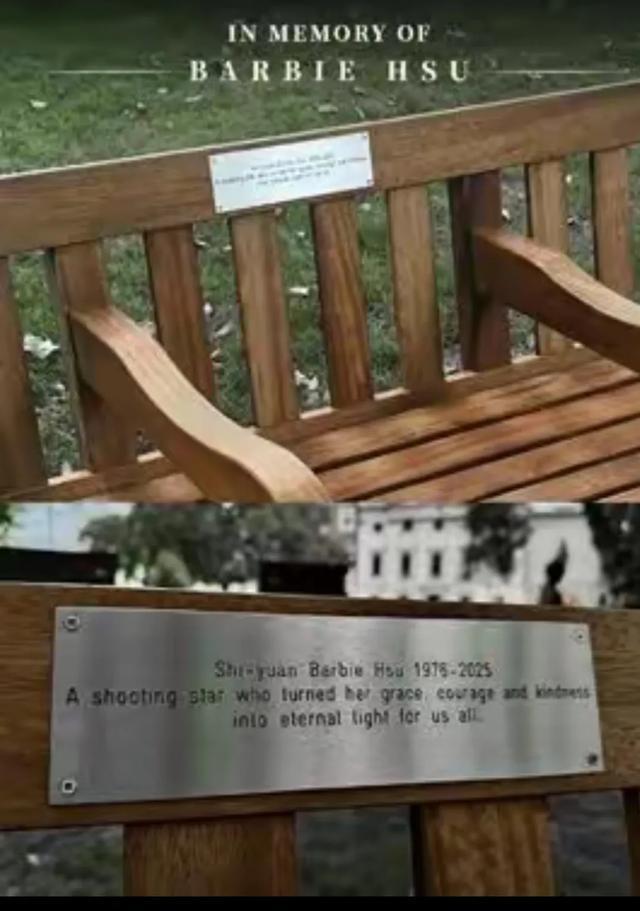 IN MEMORY OF
BARBIE HSU
Shi-yuan Barbie Hsu 1976-2025
A shooting star who turned her grace, courage and kindness
into eternal light for us all.